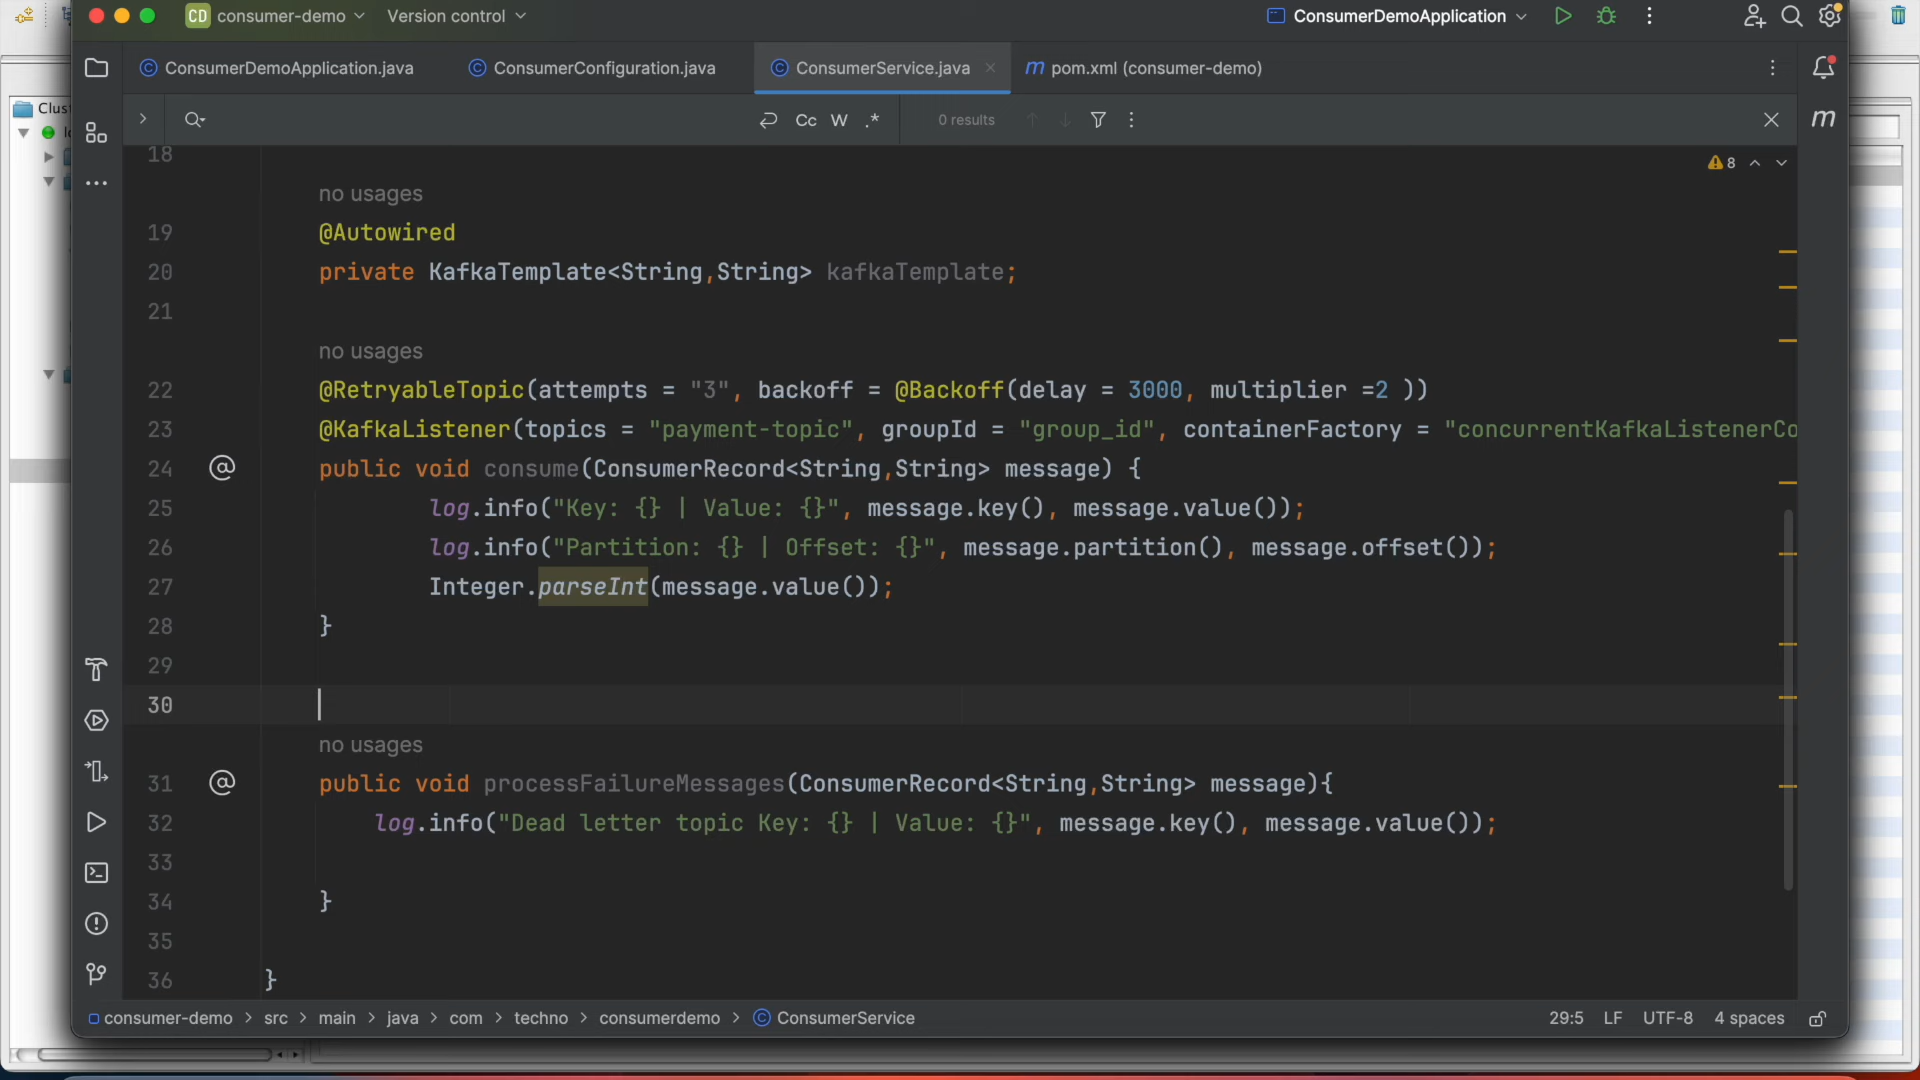 CD consumer-demo Version control ConsumerDemoApplication
ConsumerDemoApplication.java ConsumerConfiguration.java ConsumerService.java pom.xml (consumer-demo)
Cc W .* 0 results
18
8
no usages
19 @Autowired
20 private KafkaTemplate<String,String> kafkaTemplate;
21
no usages
22 @RetryableTopic(attempts = "3", backoff = @Backoff(delay = 3000, multiplier =2 ))
23 @KafkaListener(topics = "payment-topic", groupId = "group_id", containerFactory = "concurrentKafkaListenerCo
24 public void consume(ConsumerRecord<String,String> message) {
25 log.info("Key: {} | Value: {}", message.key(), message.value());
26 log.info("Partition: {} | Offset: {}", message.partition(), message.offset());
27 Integer.parseInt(message.value());
28 }
29
30
no usages
31 public void processFailureMessages(ConsumerRecord<String,String> message){
32 log.info("Dead letter topic Key: {} | Value: {}", message.key(), message.value());
33
34 }
35
36 }
consumer-demo > src > main > java > com > techno > consumerdemo > ConsumerService 29:5 LF UTF-8 4 spaces